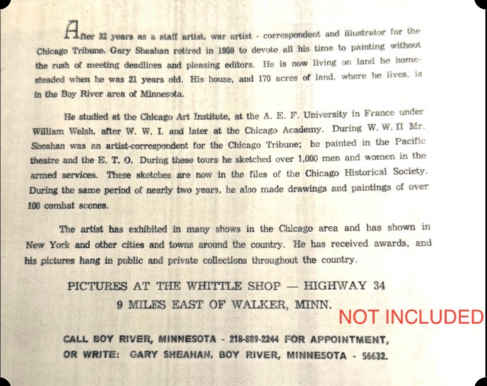 After 32 years as a staff artist, war artist - correspondent and illustrator for the
Chicago Tribune, Gary Sheahan retired in 1959 to devote all his time to painting without
the rush of meeting deadlines and pleasing editors. He is now living on land he home-
steaded when he was 21 years old. His house, and 170 acres of land, where he lives, is
in the Boy River area of Minnesota.
He studied at the Chicago Art Institute, at the A. E. F. University in France under
William Welsh, after W. W. I. and later at the Chicago Academy. During W. W. II Mr.
Sheahan was an artist-correspondent for the Chicago Tribune; he painted in the Pacific
theatre and the E. T. O. During these tours he sketched over 1,000 men and women in the
armed services. These sketches are now in the files of the Chicago Historical Society.
During the same period of nearly two years, he also made drawings and paintings of over
100 combat scenes.
The artist has exhibited in many shows in the Chicago area and has shown in
New York and other cities and towns around the country. He has received awards, and
his pictures hang in public and private collections throughout the country.
PICTURES AT THE WHITTLE SHOP — HIGHWAY 34
9 MILES EAST OF WALKER, MINN.
NOT INCLUDED
CALL BOY RIVER, MINNESOTA - 218-889-2244 FOR APPOINTMENT,
OR WRITE: GARY SHEAHAN, BOY RIVER, MINNESOTA - 56632.